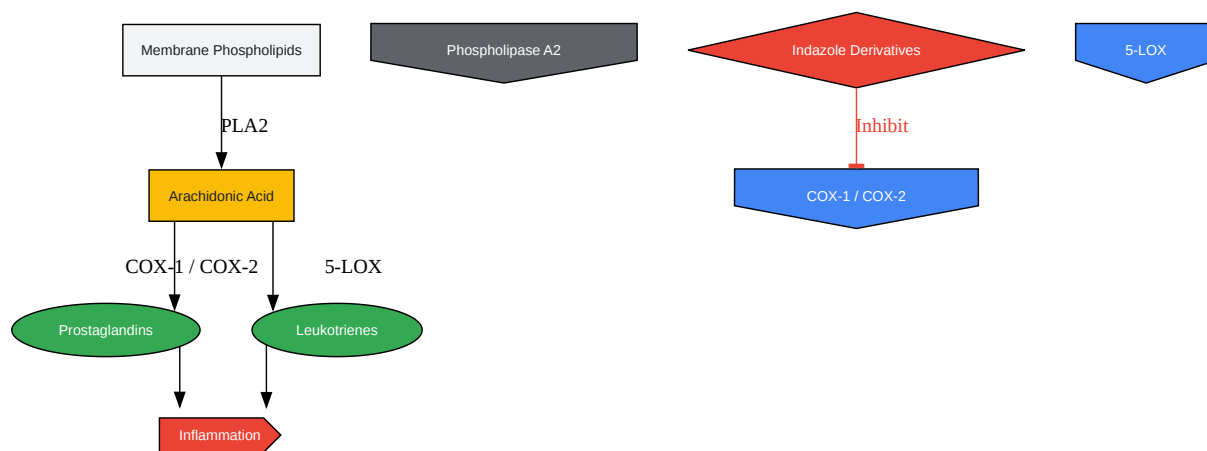 Membrane Phospholipids
Phospholipase A2
Indazole Derivatives
5-LOX
PLA2
Inhibit
Arachidonic Acid
COX-1 / COX-2
COX-1 / COX-2
5-LOX
Prostaglandins
Leukotrienes
Inflammation